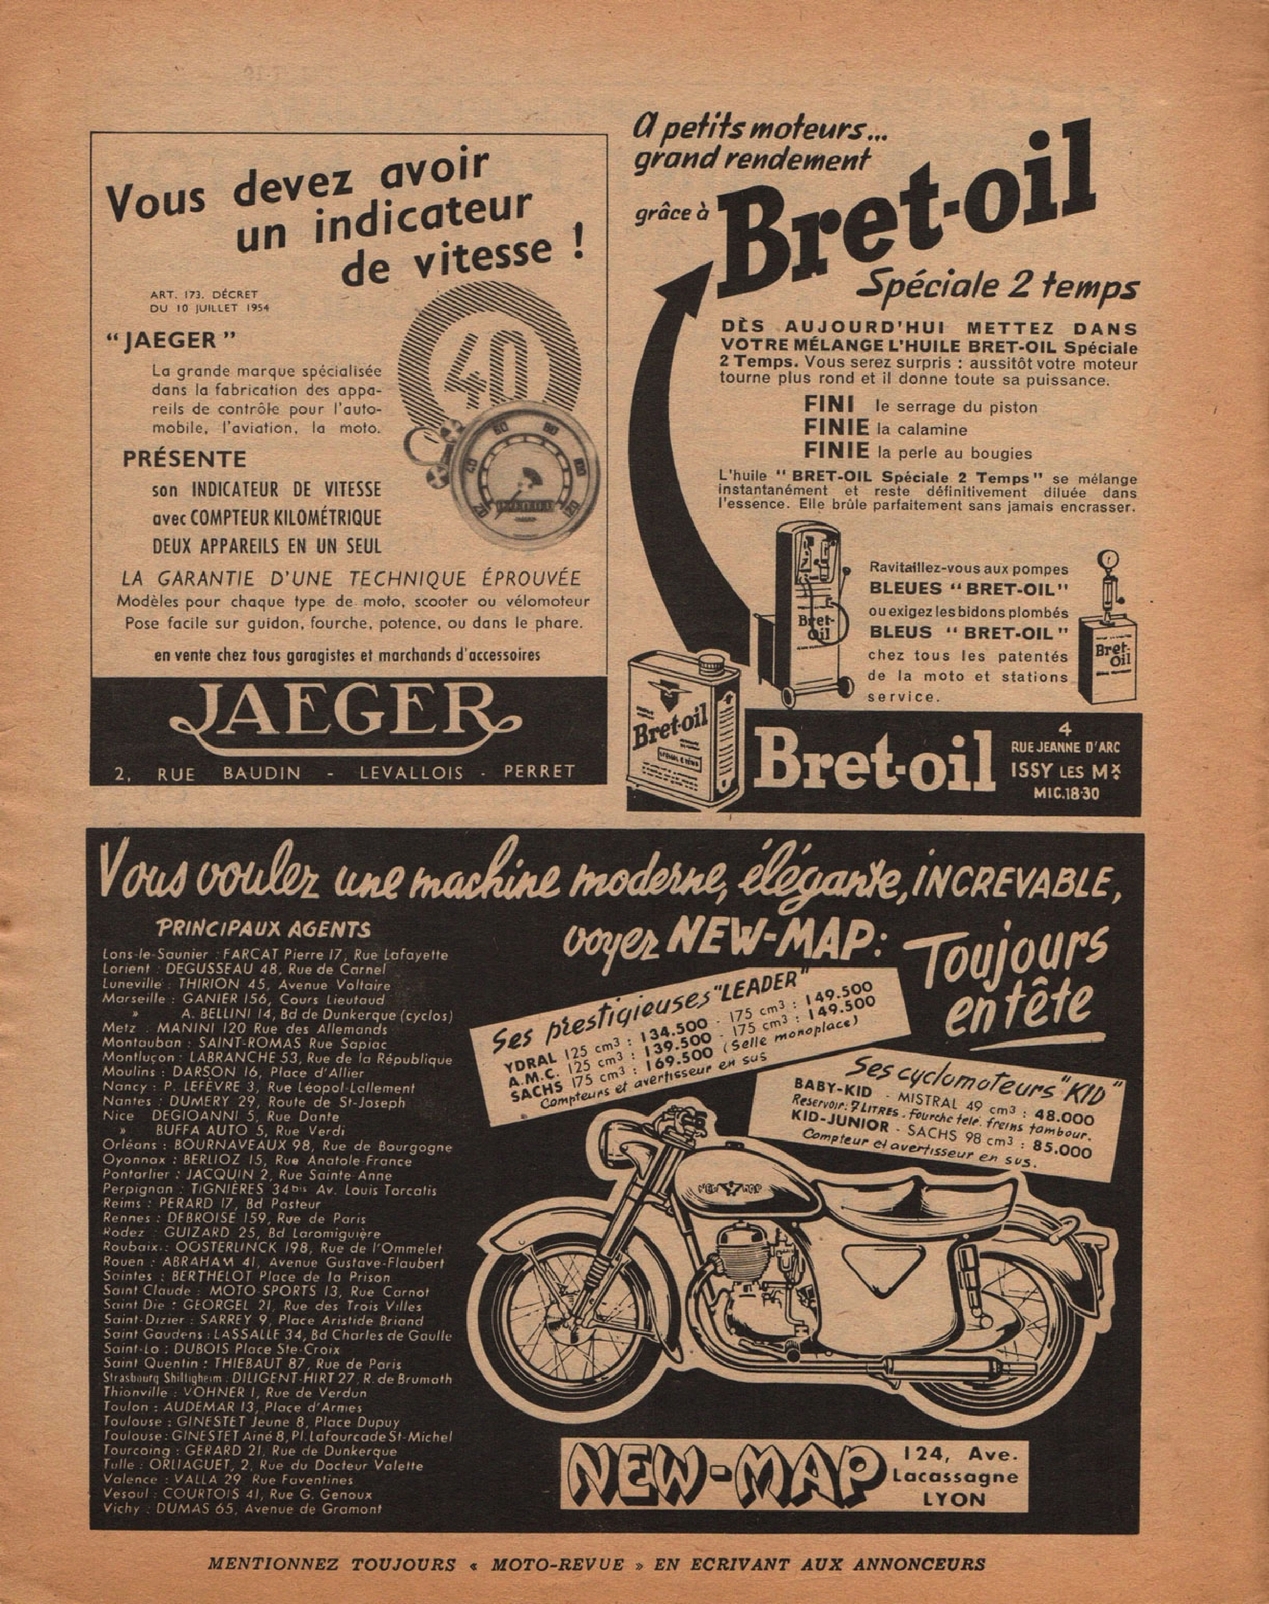 Vous devez avoir
un indicateur
de vitesse !
ART. 173. DÉCRET
DU 10 JUILLET 1954
"JAEGER"
La grande marque spécialisée
dans la fabrication des appa-
reils de contrôle pour l'auto-
mobile, l'aviation, la moto.
PRÉSENTE
son INDICATEUR DE VITESSE
avec COMPTEUR KILOMÉTRIQUE
DEUX APPAREILS EN UN SEUL
40
20
40
60
80
100
120
LA GARANTIE D'UNE TECHNIQUE ÉPROUVÉE
Modèles pour chaque type de moto, scooter ou vélomoteur
Pose facile sur guidon, fourche, potence, ou dans le phare.
en vente chez tous garagistes et marchands d'accessoires
JAEGER
2, RUE BAUDIN - LEVALLOIS - PERRET
A petits moteurs...
grand rendement
grâce à Bret-oil
Spéciale 2 temps
DÈS AUJOURD'HUI METTEZ DANS
VOTRE MÉLANGE L'HUILE BRET-OIL Spéciale
2 Temps. Vous serez surpris : aussitôt votre moteur
tourne plus rond et il donne toute sa puissance.
FINI le serrage du piston
FINIE la calamine
FINIE la perle au bougies
L'huile "BRET-OIL Spéciale 2 Temps" se mélange
instantanément et reste définitivement diluée dans
l'essence. Elle brûle parfaitement sans jamais encrasser.
Bret-
Oil
Ravitaillez-vous aux pompes
BLEUES "BRET-OIL"
ou exigez les bidons plombés
BLEUS "BRET-OIL"
chez tous les patentés
de la moto et stations
service.
Bret-
Oil
Bret-oil
Bret-oil
4
RUE JEANNE D'ARC
ISSY LES Mx
MIC.18-30
Vous voulez une machine moderne, élégante, INCREVABLE,
voyez NEW-MAP :
Toujours
en tête
PRINCIPAUX AGENTS
Lons-le-Saunier : FARCAT Pierre 17, Rue Lafayette
Lorient : DEGUSSEAU 48, Rue de Carnel
Luneville : THIRION 45, Avenue Voltaire
Marseille : GANIER 156, Cours Lieutaud
» A. BELLINI 14, Bd de Dunkerque (cyclos)
Metz : MANINI 120 Rue des Allemands
Montauban : SAINT-ROMAS Rue Sapiac
Montluçon : LABRANCHE 53, Rue de la République
Moulins : DARSON 16, Place d'Allier
Nancy : P. LEFÈVRE 3, Rue Léopol-Lallement
Nantes : DUMERY 29, Route de St-Joseph
Nice DEGIOANNI 5, Rue Dante
» BUFFA AUTO 5, Rue Verdi
Orléans : BOURNAVEAUX 98, Rue de Bourgogne
Oyonnax : BERLIOZ 15, Rue Anatole-France
Pontarlier : JACQUIN 2, Rue Sainte-Anne
Perpignan : TIGNIÈRES 34bis Av. Louis Torcatis
Reims : PERARD 17, Bd Pasteur
Rennes : DEBROISE 159, Rue de Paris
Rodez : GUIZARD 25, Bd Laromiguière
Roubaix : OOSTERLINCK 198, Rue de l'Ommelet
Rouen : ABRAHAM 41, Avenue Gustave-Flaubert
Saintes : BERTHELOT Place de la Prison
Saint Claude : MOTO SPORTS 13, Rue Carnot
Saint Die : GEORGEL 21, Rue des Trois Villes
Saint-Dizier : SARREY 9, Place Aristide Briand
Saint Gaudens : LASSALLE 34, Bd Charles de Gaulle
Saint-Lo : DUBOIS Place Ste-Croix
Saint Quentin : THIEBAUT 87, Rue de Paris
Strasbourg Shiltigheim : DILIGENT-HIRT 27, R. de Brumath
Thionville : VOHNER 1, Rue de Verdun
Toulon : AUDEMAR 13, Place d'Armes
Toulouse : GINESTET Jeune 8, Place Dupuy
Toulouse : GINESTET Ainé 8, Pl. Lafourcade St-Michel
Tourcoing : GERARD 21, Rue de Dunkerque
Tulle : ORLIAGUET, 2, Rue du Docteur Valette
Valence : VALLA 29 Rue Faventines
Vesoul : COURTOIS 41, Rue G. Genoux
Vichy : DUMAS 65, Avenue de Gramont
Ses prestigieuses "LEADER"
YDRAL 125 cm³ : 134.500 - 175 cm³ : 149.500
A.M.C. 125 cm³ : 139.500 - 175 cm³ : 149.500
SACHS 175 cm³ : 169.500 (Selle monoplace)
Compteurs et avertisseur en sus
Ses cyclomoteurs "KID"
BABY-KID - MISTRAL 49 cm³ : 48.000
Reservoir: 9 LITRES. fourche téle. freins tambour.
KID-JUNIOR - SACHS 98 cm³ : 85.000
Compteur et avertisseur en sus.
NEW MAP
NEW-MAP
124, Ave.
Lacassagne
LYON
MENTIONNEZ TOUJOURS « MOTO-REVUE » EN ECRIVANT AUX ANNONCEURS